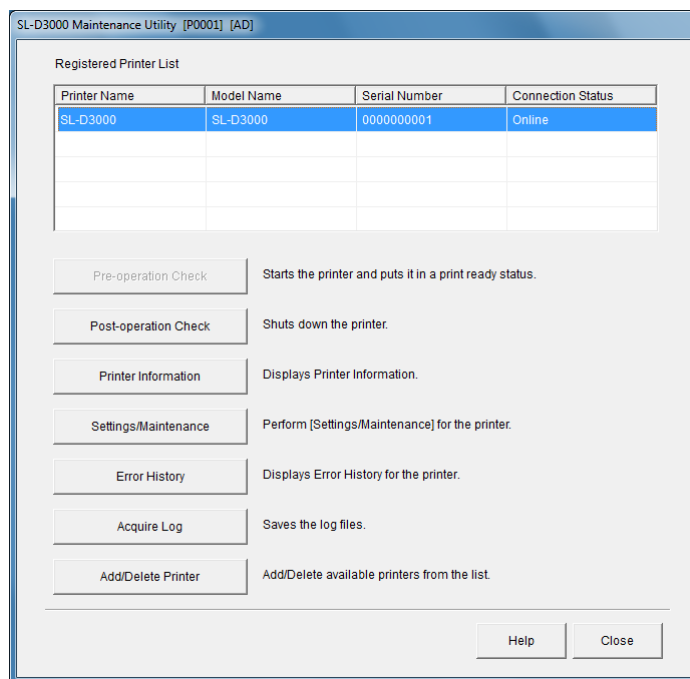 SL-D3000 Maintenance Utility [P0001] [AD]
Registered Printer List
Printer Name Model Name Serial Number Connection Status
SL-D3000 SL-D3000 0000000001 Online
Pre-operation Check Starts the printer and puts it in a print ready status.
Post-operation Check Shuts down the printer.
Printer Information Displays Printer Information.
Settings/Maintenance Perform [Settings/Maintenance] for the printer.
Error History Displays Error History for the printer.
Acquire Log Saves the log files.
Add/Delete Printer Add/Delete available printers from the list.
Help Close